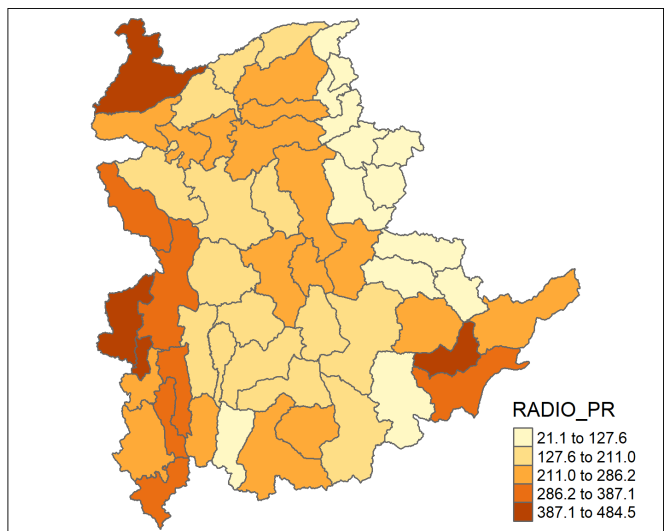 RADIO_PR
21.1 to 127.6
127.6 to 211.0
211.0 to 286.2
286.2 to 387.1
387.1 to 484.5